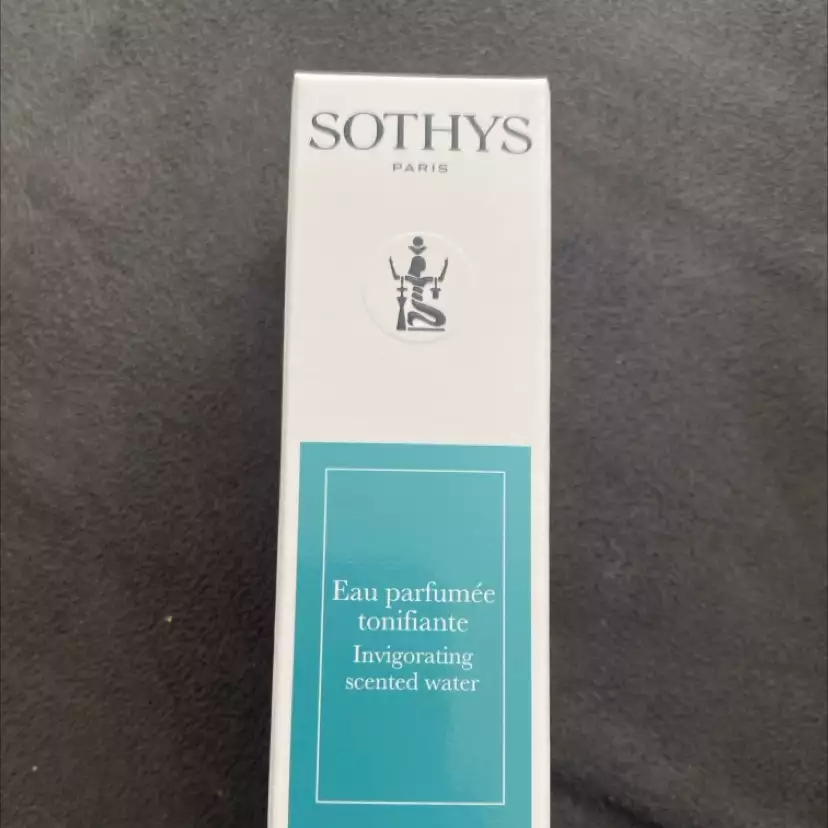 SOTHYS
PARIS
Eau parfumée
tonifiante
Invigorating
scented water